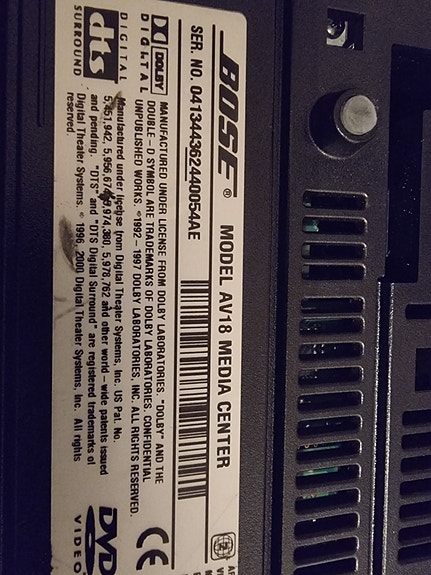 BOSE® MODEL AV18 MEDIA CENTER
SER. NO. 041344362440054AE
DOLBY
DIGITAL
MANUFACTURED UNDER LICENSE FROM DOLBY LABORATORIES. "DOLBY" AND THE
DOUBLE-D SYMBOL ARE TRADEMARKS OF DOLBY LABORATORIES. CONFIDENTIAL
UNPUBLISHED WORKS. ©1992-1997 DOLBY LABORATORIES, INC. ALL RIGHTS RESERVED.
dts
DIGITAL
SURROUND
Manufactured under license from Digital Theater Systems, Inc. US Pat. No.
5,451,942, 5,956,674, 5,974,380, 5,978,762 and other world-wide patents issued
and pending. "DTS" and "DTS Digital Surround" are registered trademarks of
Digital Theater Systems. © 1996, 2000 Digital Theater Systems, Inc. All rights
reserved.
CE
DVD
VIDEO